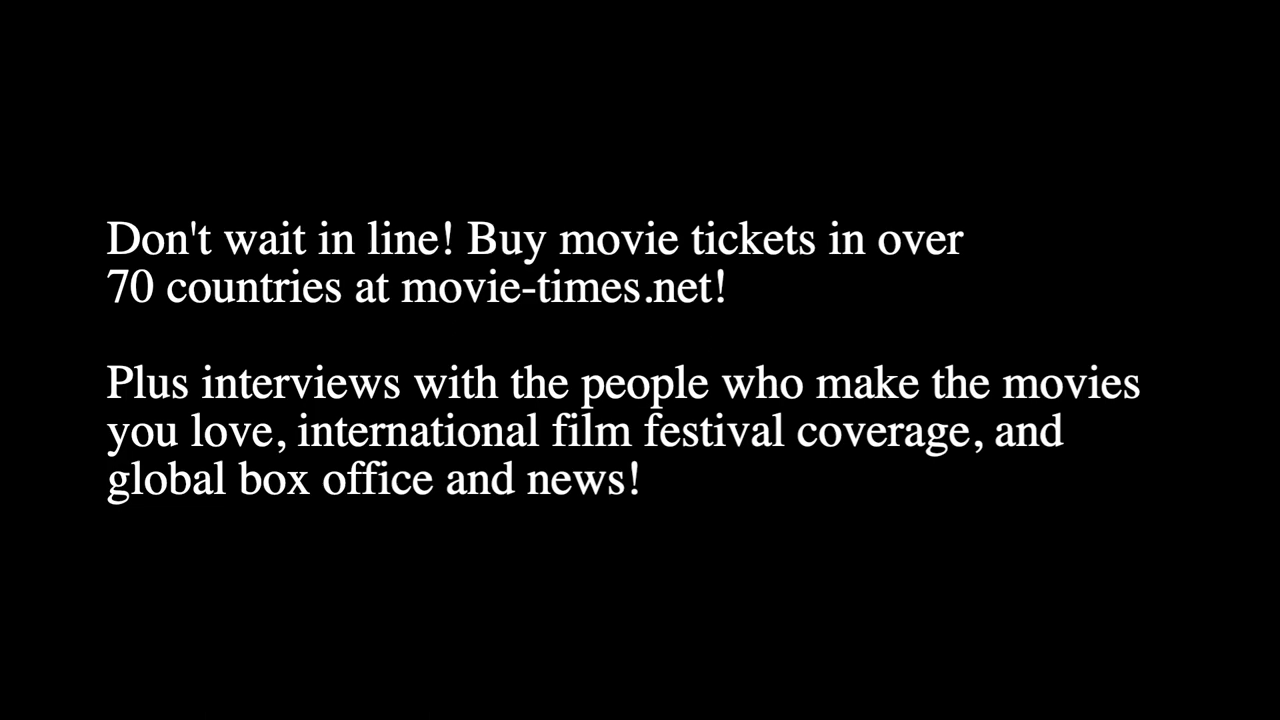 Don't wait in line! Buy movie tickets in over
70 countries at movie-times.net!
Plus interviews with the people who make the movies
you love, international film festival coverage, and
global box office and news!